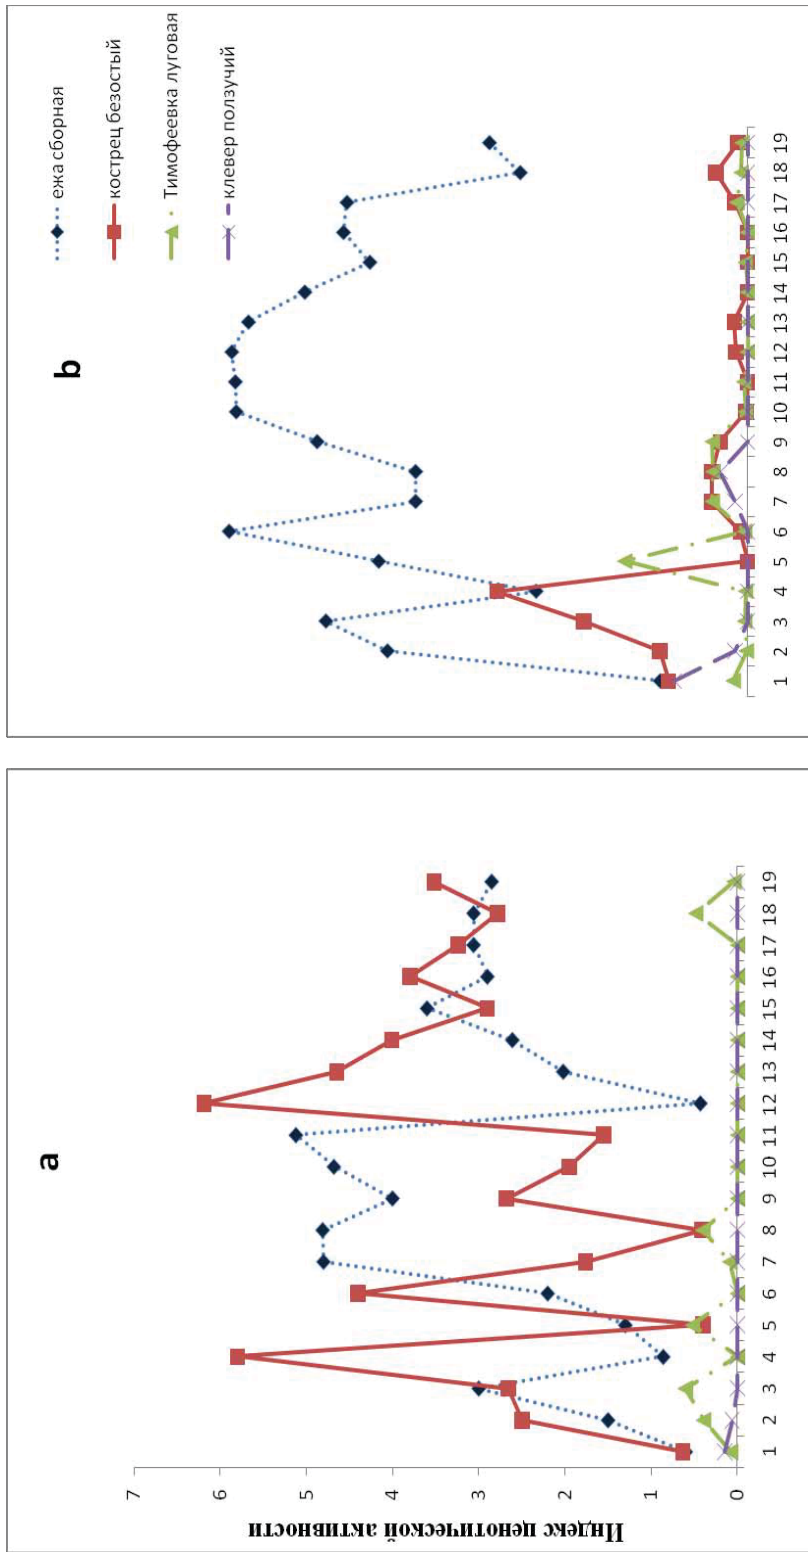 a
Индекс ценотической активности
7
6
5
4
3
2
1
0
1 2 3 4 5 6 7 8 9 10 11 12 13 14 15 16 17 18 19
b
ежа сборная
кострец безостый
Тимофеевка луговая
клевер ползучий
1 2 3 4 5 6 7 8 9 10 11 12 13 14 15 16 17 18 19